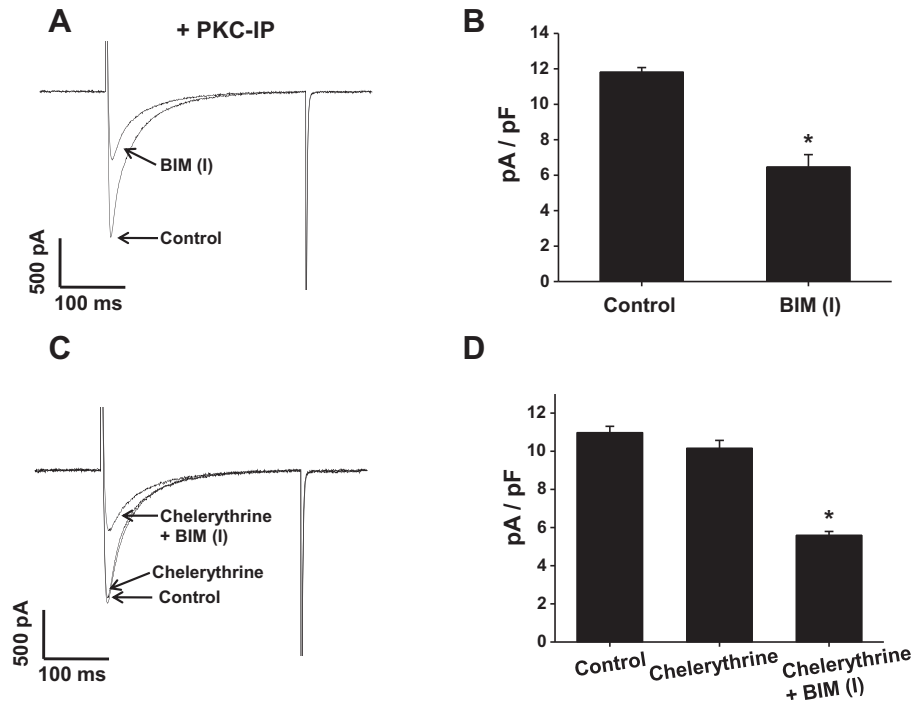 A
+ PKC-IP
BIM (I)
Control
500 pA
100 ms
B
pA / pF
14
12
10
8
6
4
2
0
*
Control
BIM (I)
C
Chelerythrine
+ BIM (I)
Chelerythrine
Control
500 pA
100 ms
D
pA / pF
12
10
8
6
4
2
0
*
Control
Chelerythrine
Chelerythrine
+ BIM (I)